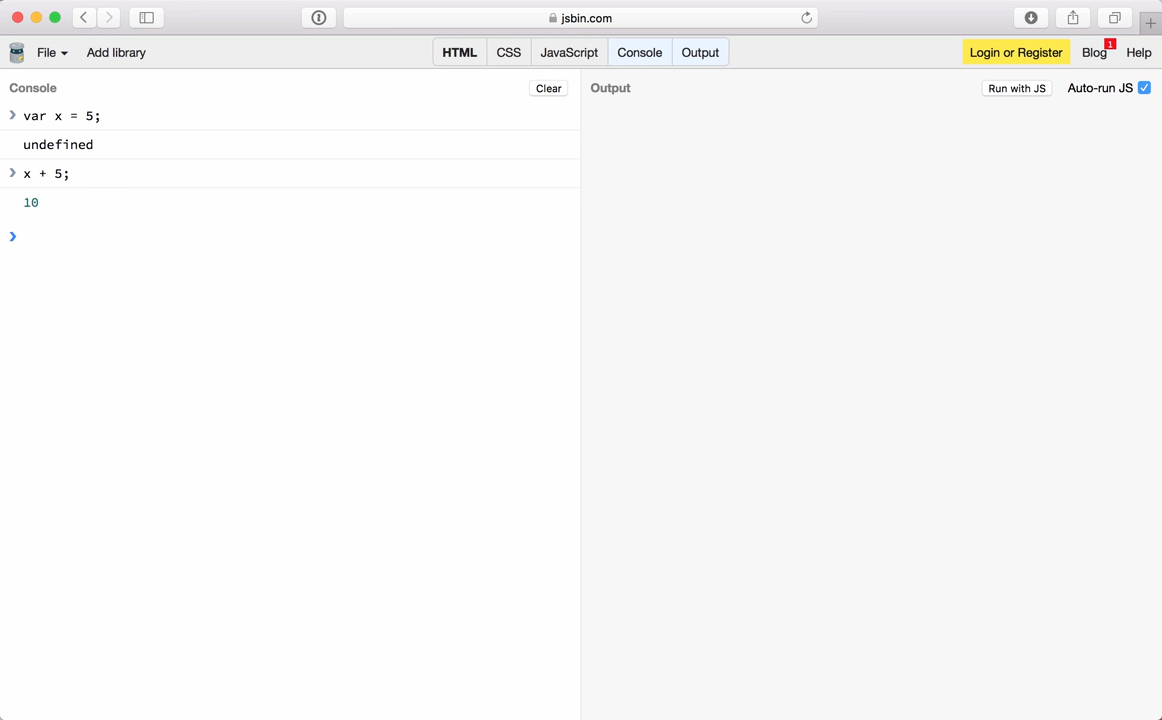 jsbin.com
File Add library HTML CSS JavaScript Console Output Login or Register Blog 1 Help
Console Clear Output Run with JS Auto-run JS
var x = 5;
undefined
x + 5;
10